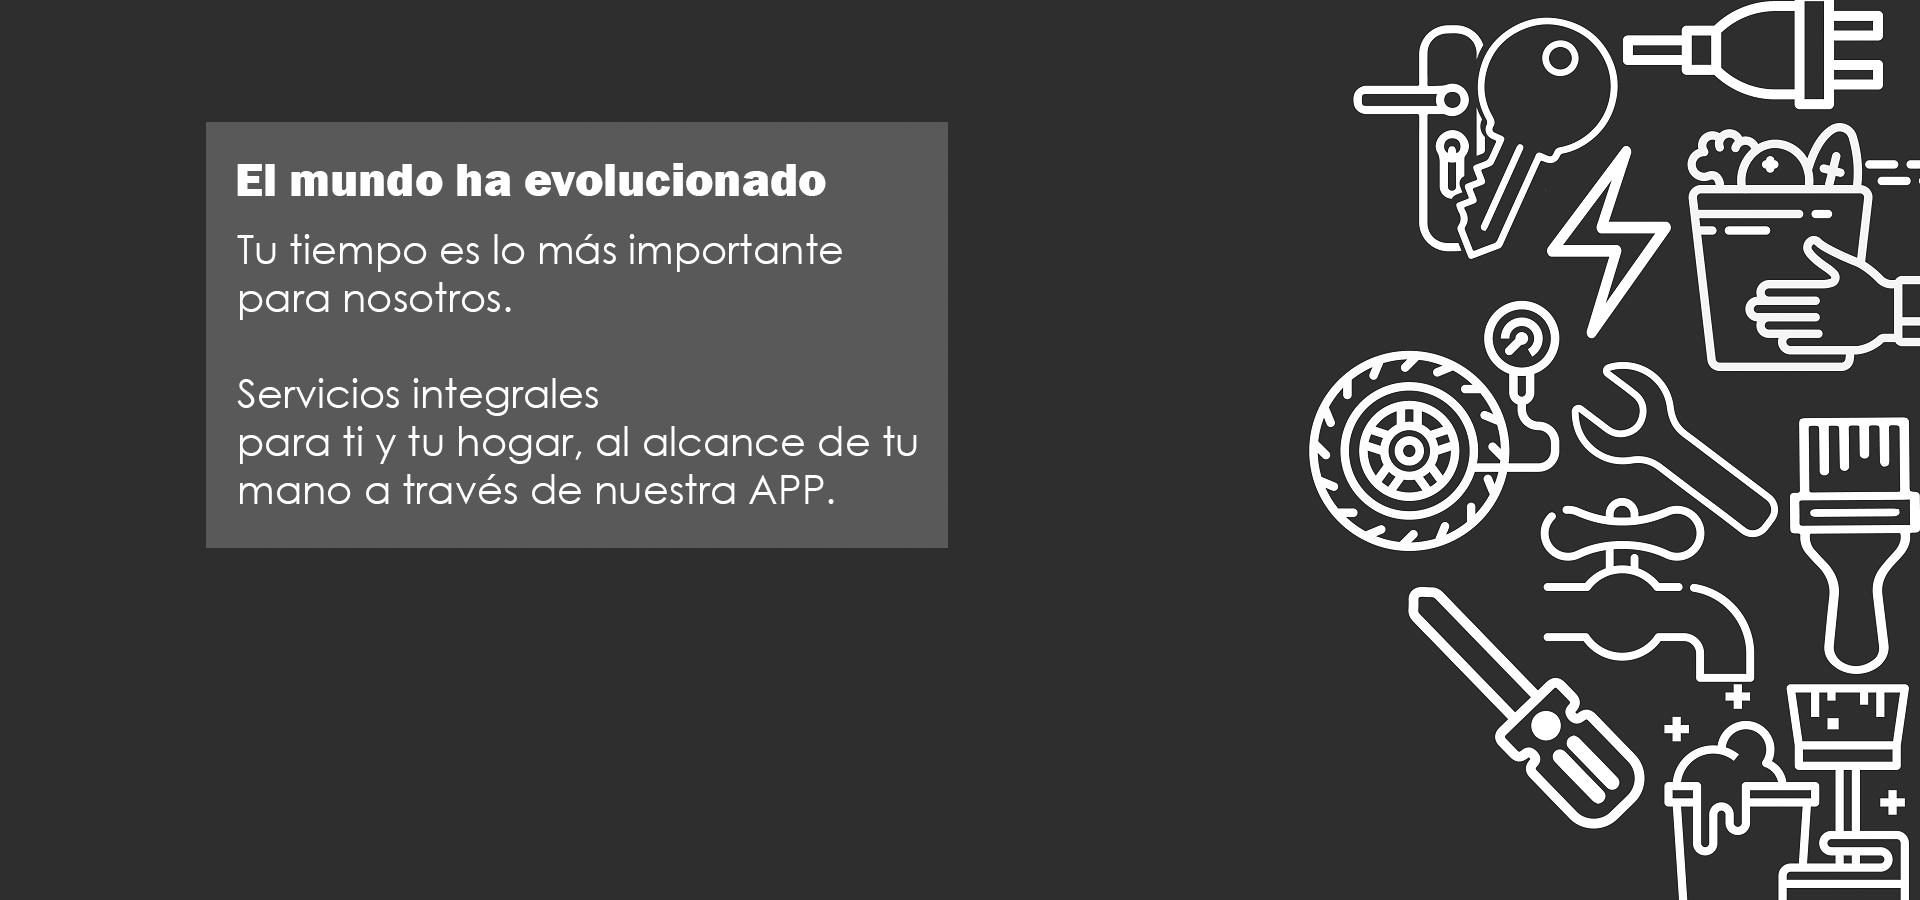 El mundo ha evolucionado
Tu tiempo es lo más importante
para nosotros.
Servicios integrales
para ti y tu hogar, al alcance de tu
mano a través de nuestra APP.